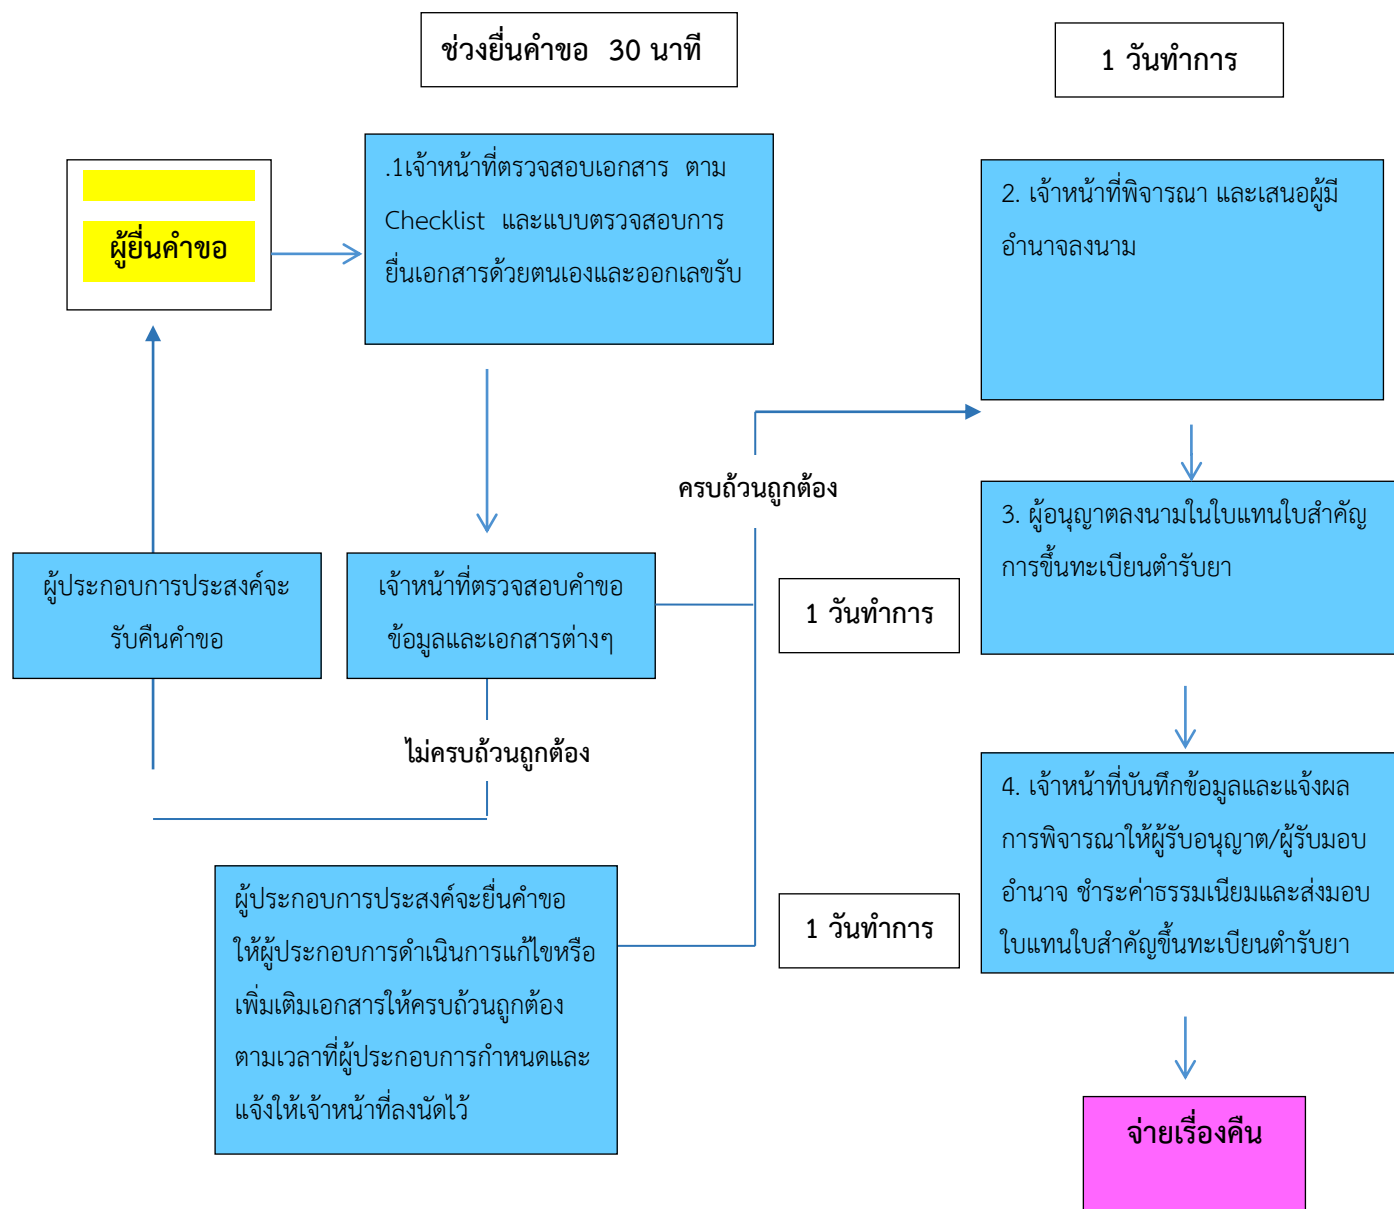 ช่วงยื่นคำขอ 30 นาที
1 วันทำการ
ผู้ยื่นคำขอ
.1เจ้าหน้าที่ตรวจสอบเอกสาร ตาม
Checklist และแบบตรวจสอบการ
ยื่นเอกสารด้วยตนเองและออกเลขรับ
2. เจ้าหน้าที่พิจารณา และเสนอผู้มี
อำนาจลงนาม
ครบถ้วนถูกต้อง
3. ผู้อนุญาตลงนามในใบแทนใบสำคัญ
การขึ้นทะเบียนตำรับยา
ผู้ประกอบการประสงค์จะ
รับคืนคำขอ
เจ้าหน้าที่ตรวจสอบคำขอ
ข้อมูลและเอกสารต่างๆ
1 วันทำการ
ไม่ครบถ้วนถูกต้อง
4. เจ้าหน้าที่บันทึกข้อมูลและแจ้งผล
การพิจารณาให้ผู้รับอนุญาต/ผู้รับมอบ
อำนาจ ชำระค่าธรรมเนียมและส่งมอบ
ใบแทนใบสำคัญขึ้นทะเบียนตำรับยา
ผู้ประกอบการประสงค์จะยื่นคำขอ
ให้ผู้ประกอบการดำเนินการแก้ไขหรือ
เพิ่มเติมเอกสารให้ครบถ้วนถูกต้อง
ตามเวลาที่ผู้ประกอบการกำหนดและ
แจ้งให้เจ้าหน้าที่ลงนัดไว้
1 วันทำการ
จ่ายเรื่องคืน